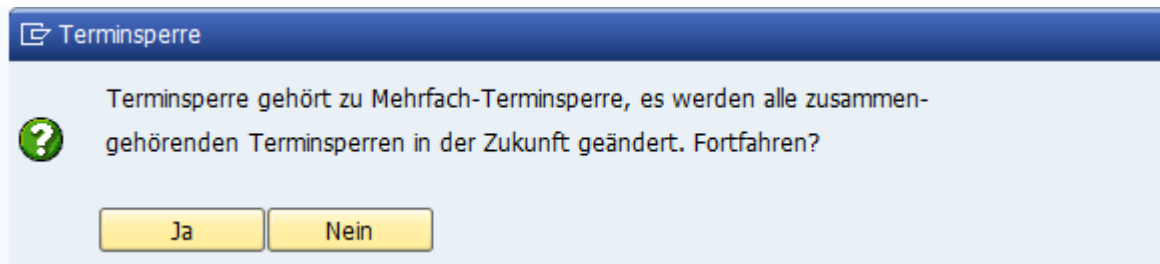 Terminsperre
Terminsperre gehört zu Mehrfach-Terminsperre, es werden alle zusammen-
gehörenden Terminsperren in der Zukunft geändert. Fortfahren?
Ja Nein